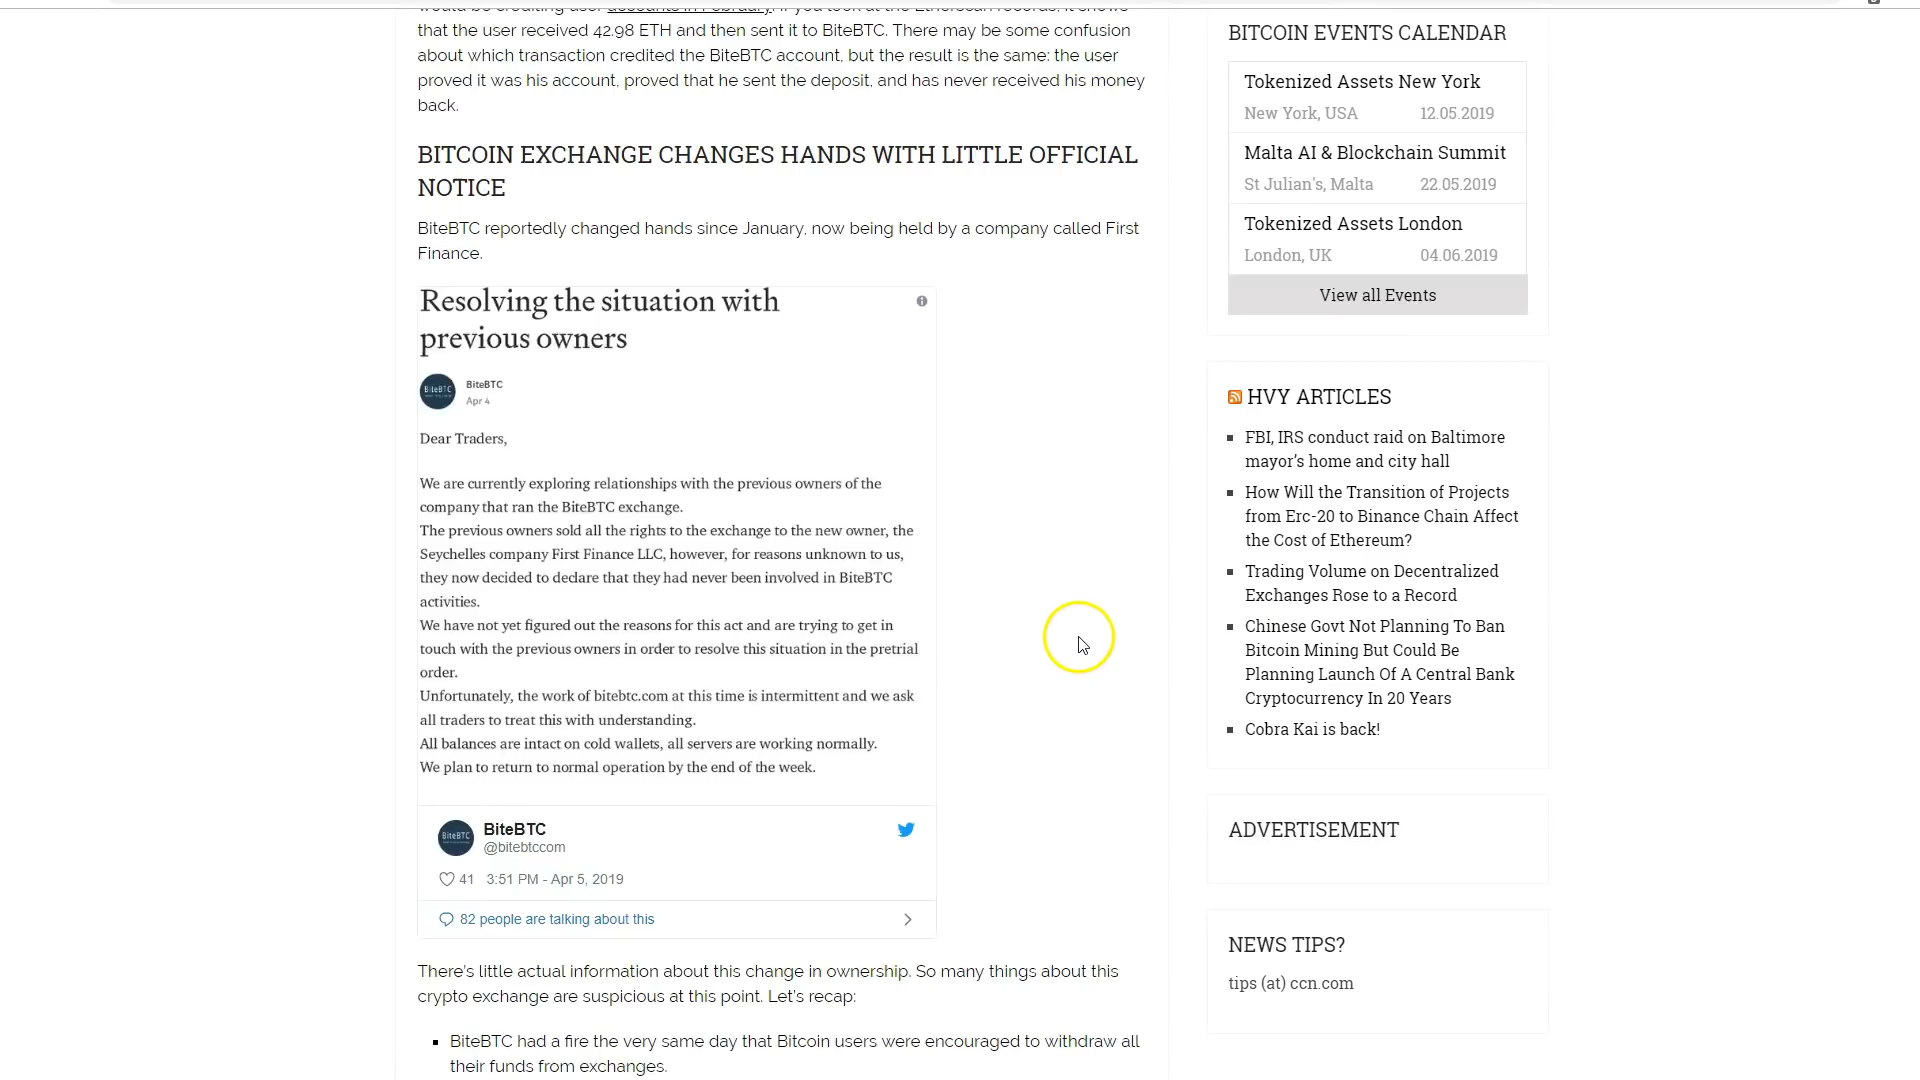 would be crediting user accounts in February. If you look at the Etherscan records, it shows
that the user received 42.98 ETH and then sent it to BiteBTC. There may be some confusion
about which transaction credited the BiteBTC account, but the result is the same: the user
proved it was his account, proved that he sent the deposit, and has never received his money
back.
BITCOIN EXCHANGE CHANGES HANDS WITH LITTLE OFFICIAL
NOTICE
BiteBTC reportedly changed hands since January, now being held by a company called First
Finance.
Resolving the situation with
previous owners
BiteBTC
BiteBTC
Apr 4
Dear Traders,
We are currently exploring relationships with the previous owners of the
company that ran the BiteBTC exchange.
The previous owners sold all the rights to the exchange to the new owner, the
Seychelles company First Finance LLC, however, for reasons unknown to us,
they now decided to declare that they had never been involved in BiteBTC
activities.
We have not yet figured out the reasons for this act and are trying to get in
touch with the previous owners in order to resolve this situation in the pretrial
order.
Unfortunately, the work of bitebtc.com at this time is intermittent and we ask
all traders to treat this with understanding.
All balances are intact on cold wallets, all servers are working normally.
We plan to return to normal operation by the end of the week.
BiteBTC
BiteBTC
@bitebtccom
41 3:51 PM - Apr 5, 2019
82 people are talking about this
There's little actual information about this change in ownership. So many things about this
crypto exchange are suspicious at this point. Let's recap:
BiteBTC had a fire the very same day that Bitcoin users were encouraged to withdraw all
their funds from exchanges.
BITCOIN EVENTS CALENDAR
Tokenized Assets New York
New York, USA 12.05.2019
Malta AI & Blockchain Summit
St Julian's, Malta 22.05.2019
Tokenized Assets London
London, UK 04.06.2019
View all Events
HVY ARTICLES
FBI, IRS conduct raid on Baltimore
mayor's home and city hall
How Will the Transition of Projects
from Erc-20 to Binance Chain Affect
the Cost of Ethereum?
Trading Volume on Decentralized
Exchanges Rose to a Record
Chinese Govt Not Planning To Ban
Bitcoin Mining But Could Be
Planning Launch Of A Central Bank
Cryptocurrency In 20 Years
Cobra Kai is back!
ADVERTISEMENT
NEWS TIPS?
tips (at) ccn.com